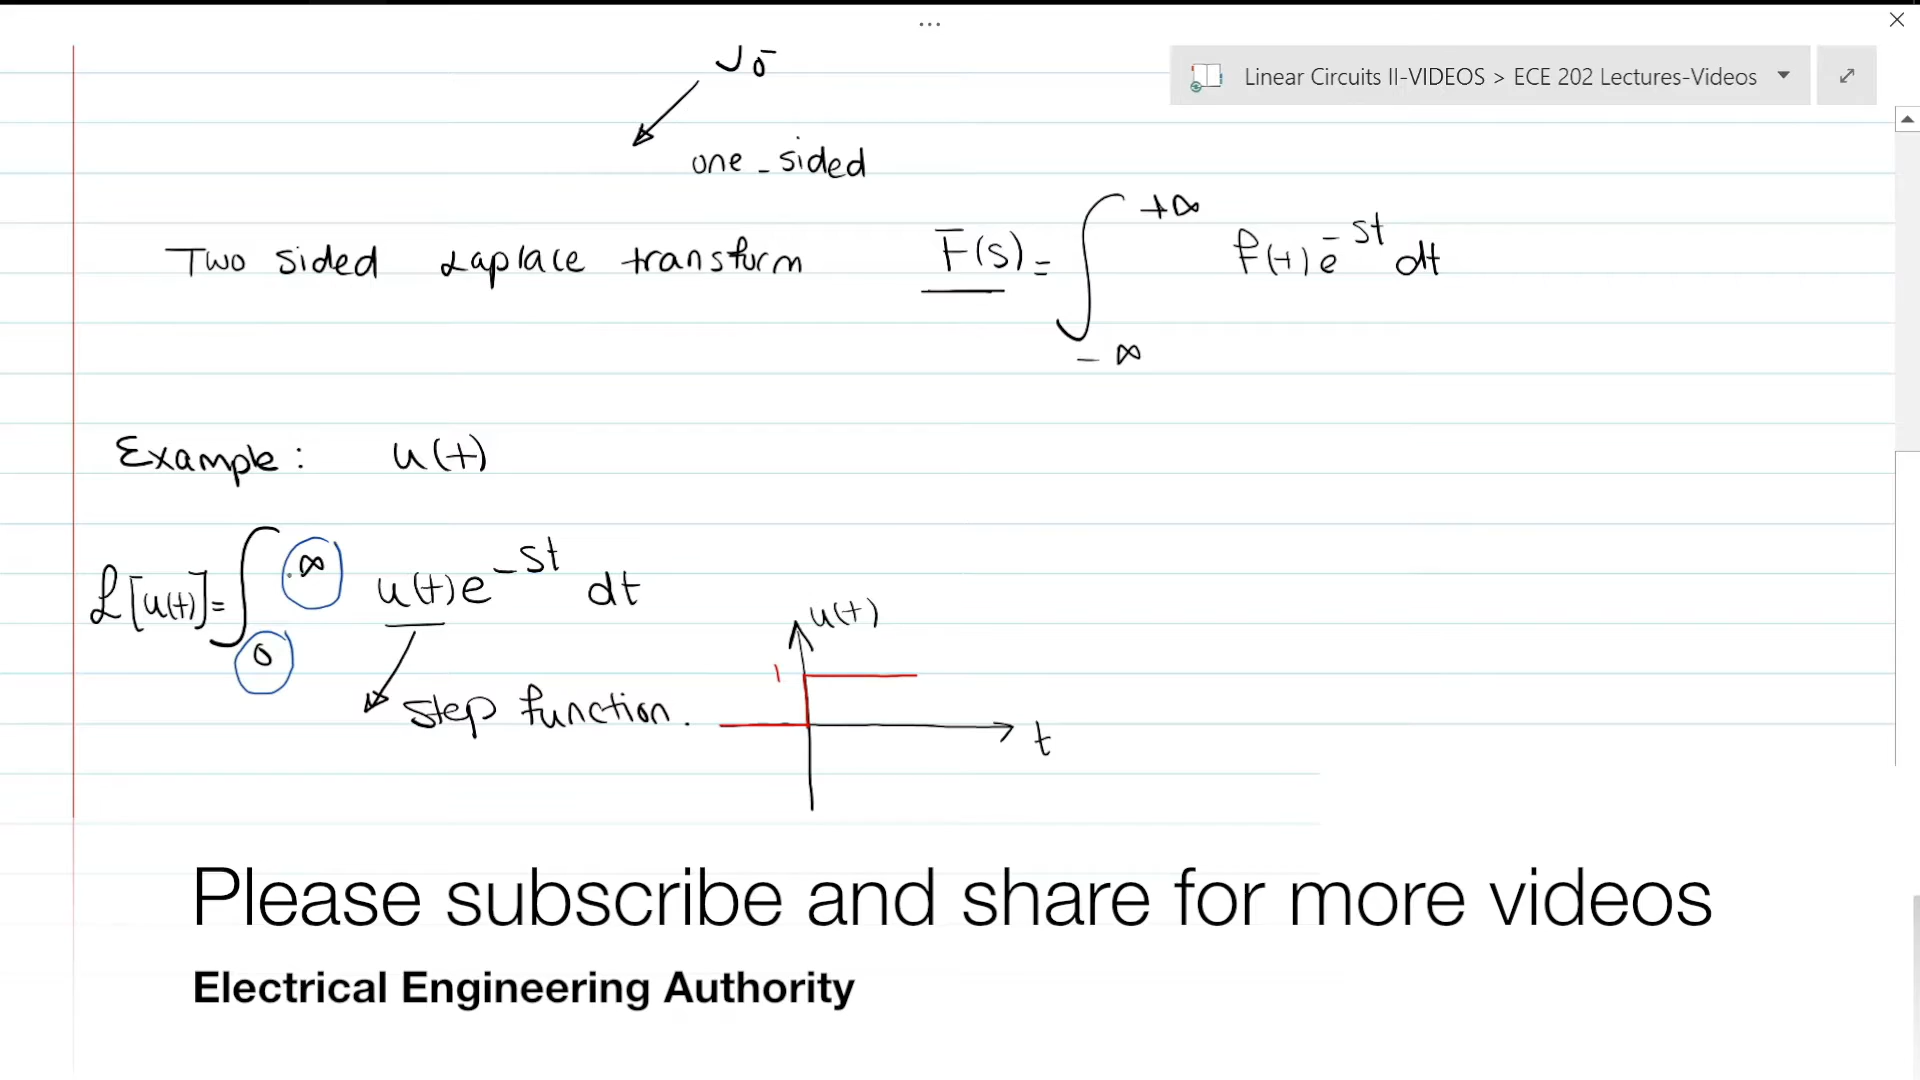 ...
Linear Circuits II-VIDEOS > ECE 202 Lectures-Videos
0⁻
one-sided
Two sided Laplace transform F(s) = ∫ +∞ -∞ f(t) e^-st dt
Example: u(t)
ℒ[u(t)] = ∫ ∞ 0 u(t) e^-st dt
u(t)
1
step function.
t
Please subscribe and share for more videos
Electrical Engineering Authority